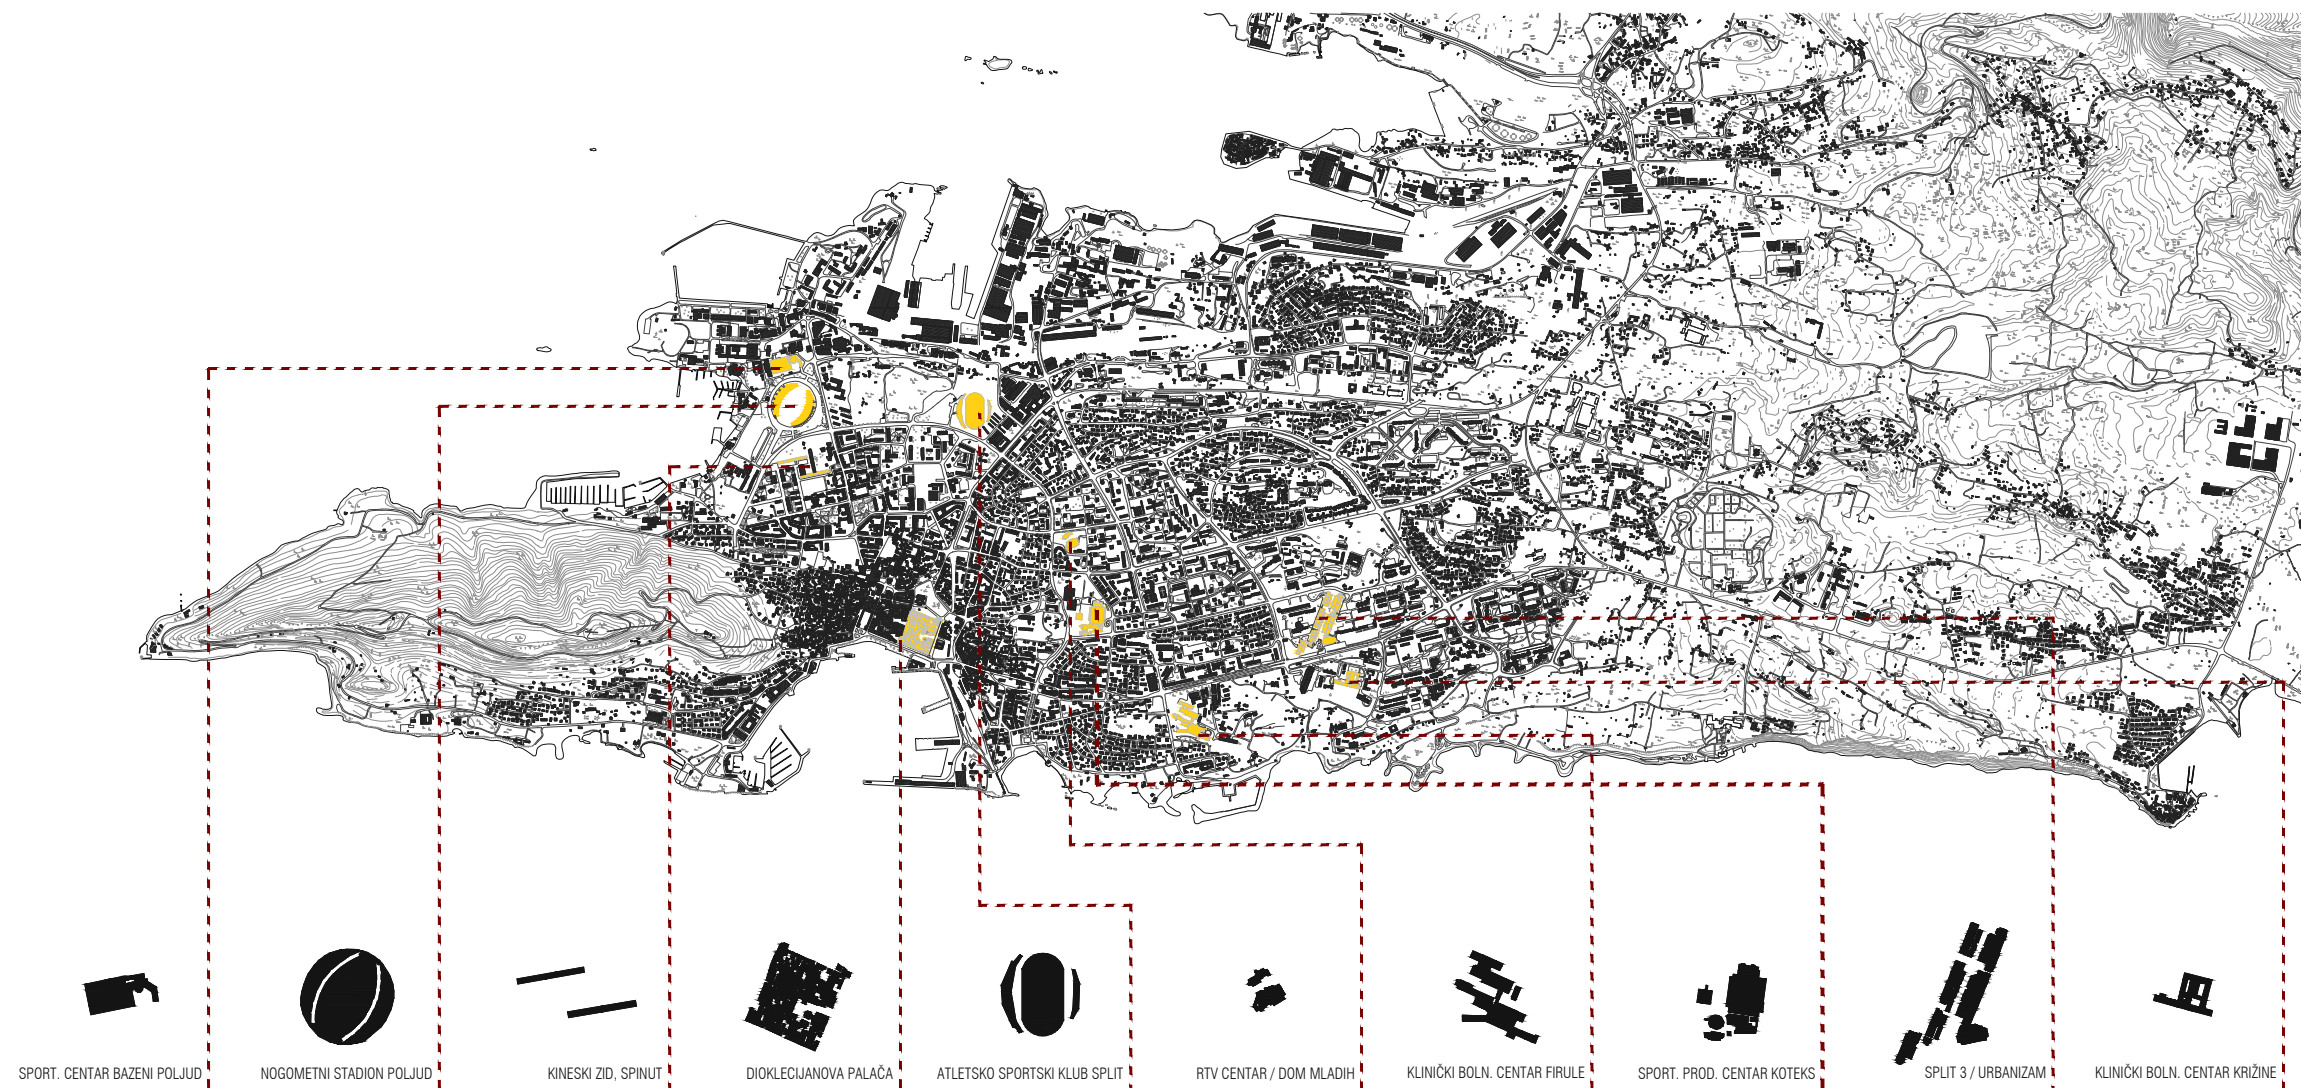 SPORT. CENTAR BAZENI POLJUD
NOGOMETNI STADION POLJUD
KINESKI ZID, SPINUT
DIOKLECIJANOVA PALAČA
ATLETSKO SPORTSKI KLUB SPLIT
RTV CENTAR / DOM MLADIH
KLINIČKI BOLN. CENTAR FIRULE
SPORT. PROD. CENTAR KOTEKS
SPLIT 3 / URBANIZAM
KLINIČKI BOLN. CENTAR KRIŽINE